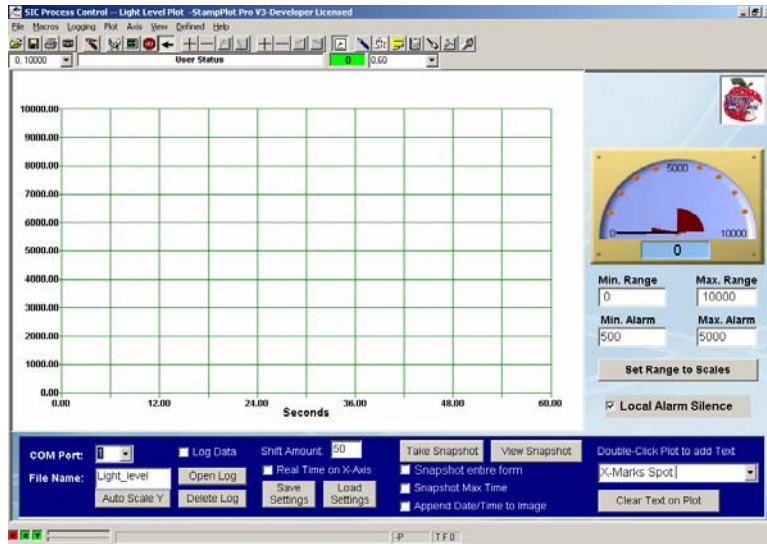 SIC Process Control -- Light Level Plot -StampPlot Pro V3-Developer Licensed
File Macros Logging Plot Axis View Defined Help
0, 10000 User Status 0 0,60
10000.00
9000.00
8000.00
7000.00
6000.00
5000.00
4000.00
3000.00
2000.00
1000.00
0.00
0.00 12.00 24.00 36.00 48.00 60.00
Seconds
5000
0 10000
0
Min. Range Max. Range
0 10000
Min. Alarm Max. Alarm
500 5000
Set Range to Scales
Local Alarm Silence
COM Port: 1 Log Data Shift Amount: 50 Take Snapshot View Snapshot Double-Click Plot to add Text
File Name: Light_level Open Log Real Time on X-Axis Snapshot entire form X-Marks Spot
Auto Scale Y Delete Log Save Settings Load Settings Snapshot Max Time Clear Text on Plot
Append Date/Time to Image
-P T F 0